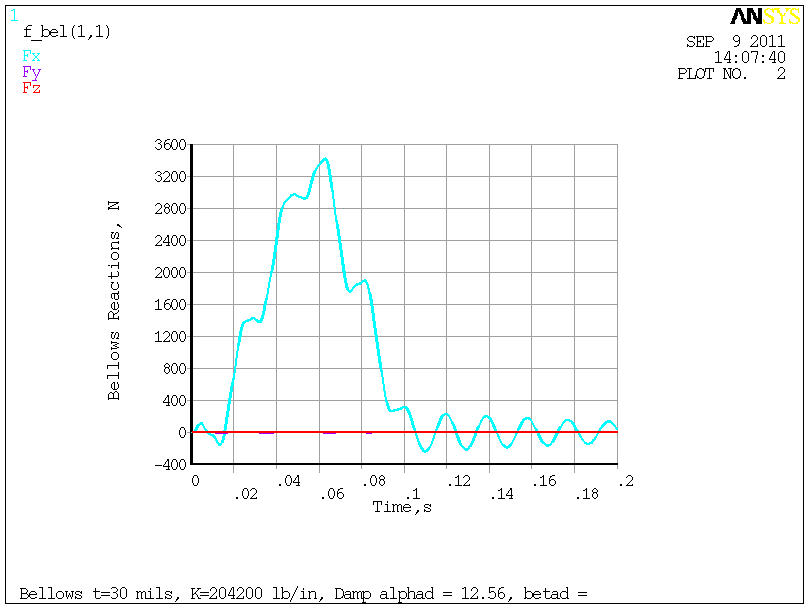 1
ANSYS
f_bel(1,1)
SEP 9 2011
14:07:40
PLOT NO. 2
Fx
Fy
Fz
3600
3200
2800
2400
2000
1600
1200
800
400
0
-400
Bellows Reactions, N
0 .04 .08 .12 .16 .2
.02 .06 .1 .14 .18
Time,s
Bellows t=30 mils, K=204200 lb/in, Damp alphad = 12.56, betad =